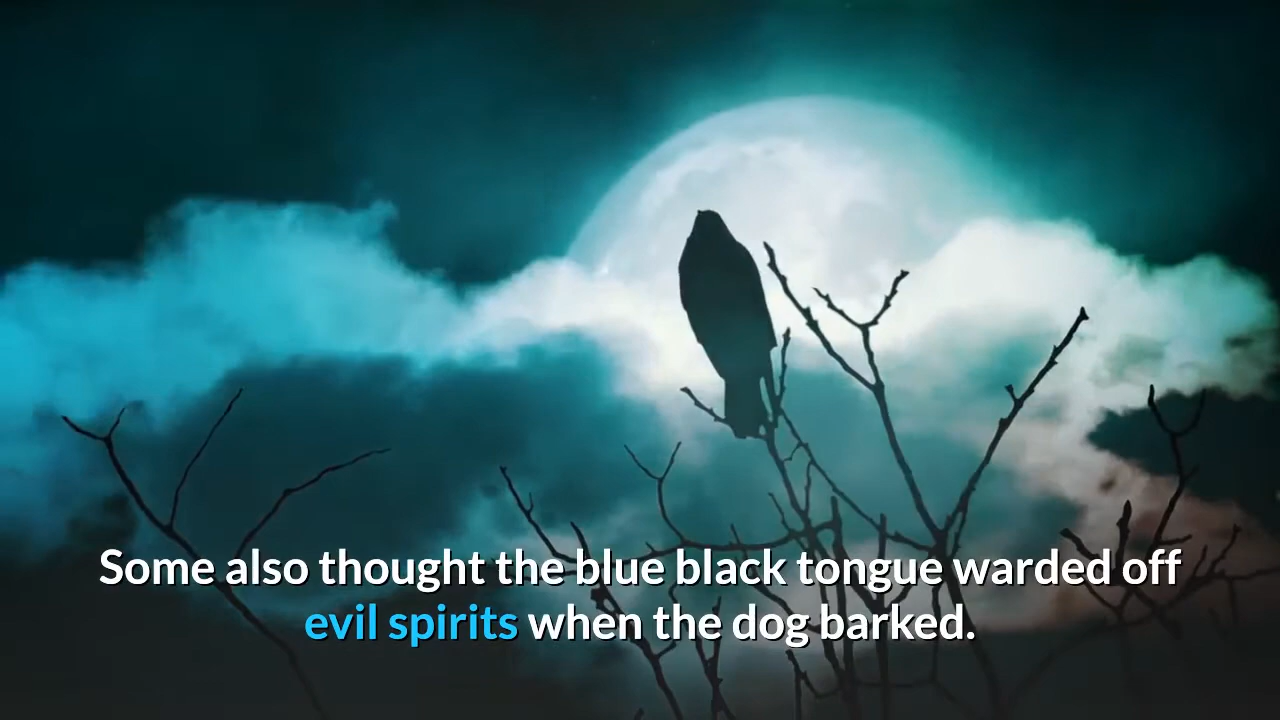 Some also thought the blue black tongue warded off
evil spirits when the dog barked.